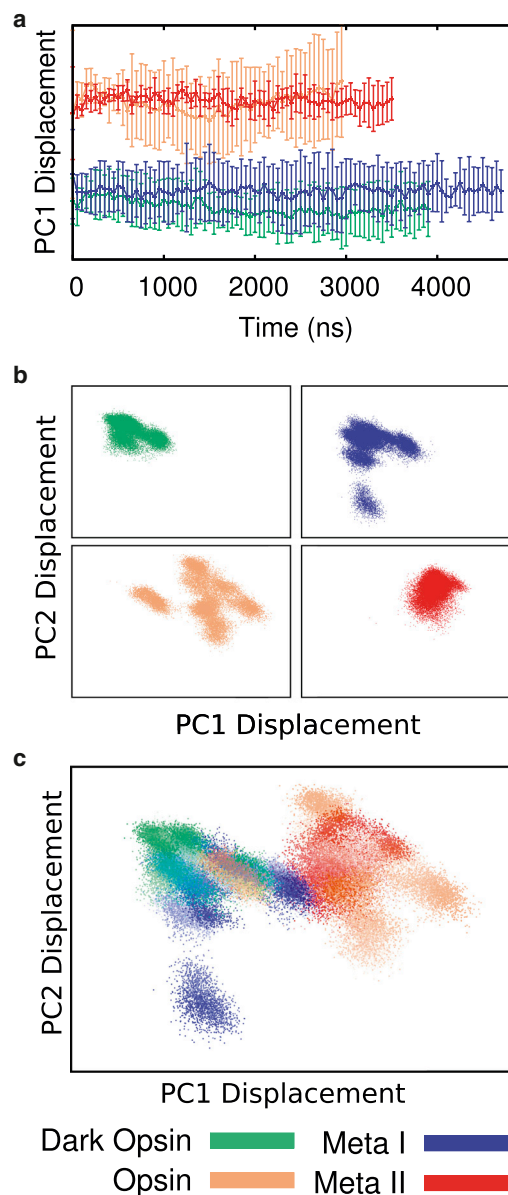 a
PC1 Displacement
0 1000 2000 3000 4000
Time (ns)
b
PC2 Displacement
PC1 Displacement
c
PC2 Displacement
PC1 Displacement
Dark Opsin Meta I
Opsin Meta II